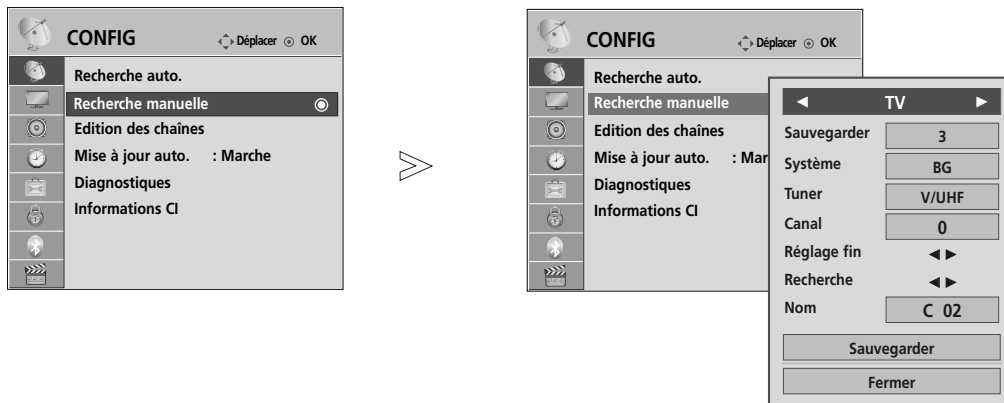 CONFIG Déplacer OK
Recherche auto.
Recherche manuelle
Edition des chaînes
Mise à jour auto. : Marche
Diagnostiques
Informations CI
CONFIG Déplacer OK
Recherche auto.
Recherche manuelle
Edition des chaînes
Mise à jour auto. : Mar
Diagnostiques
Informations CI
◄ TV ►
Sauvegarder 3
Système BG
Tuner V/UHF
Canal 0
Réglage fin ◄ ►
Recherche ◄ ►
Nom C 02
Sauvegarder
Fermer